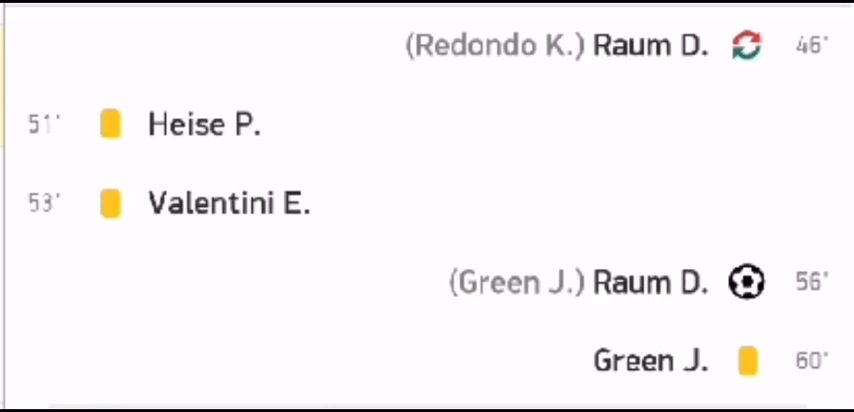 (Redondo K.) Raum D. 46'
51' Heise P.
53' Valentini E.
(Green J.) Raum D. 56'
Green J. 60'